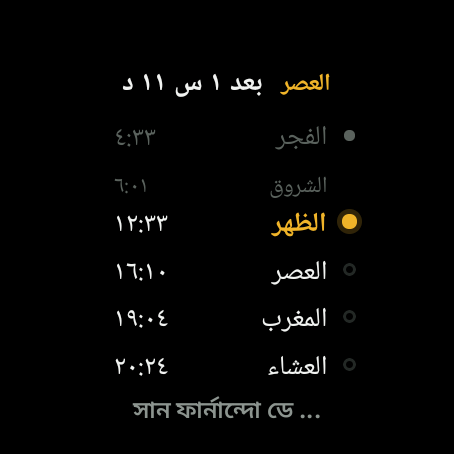 العصر بعد ١ س ١١ د
الفجر ٤:٣٣
الشروق ٦:٠١
الظهر ١٢:٣٣
العصر ١٦:١٠
المغرب ١٩:٠٤
العشاء ٢٠:٢٤
সান ফার্নান্দো ডে ...